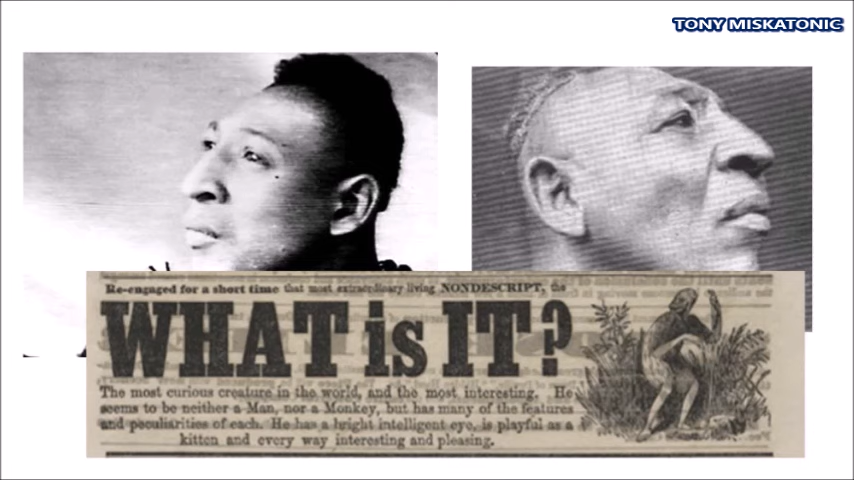 TONY MISKATONIC
Re-engaged for a short time that most extraordinary living NONDESCRIPT, the
WHAT is IT?
The most curious creature in the world, and the most interesting. He
seems to be neither a Man, nor a Monkey, but has many of the features
and peculiarities of each. He has a bright intelligent eye, is playful as a
kitten and every way interesting and pleasing.